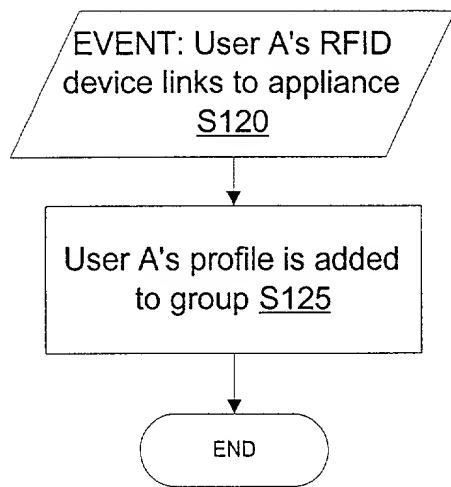 EVENT: User A's RFID
device links to appliance
S120
User A's profile is added
to group S125
END